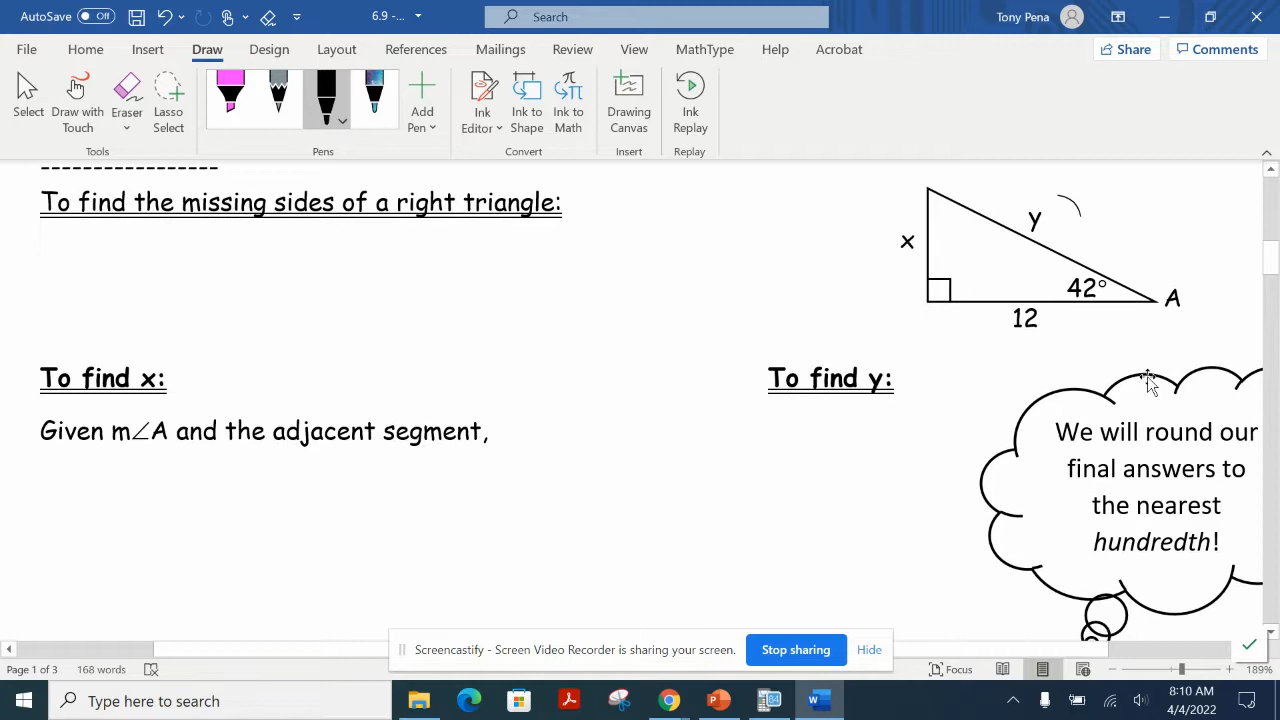 AutoSave Off 6.9 -... Search Tony Pena
File Home Insert Draw Design Layout References Mailings Review View MathType Help Acrobat Share Comments
Select
Draw with Touch
Eraser
Lasso Select
Add Pen
Ink Editor
Ink to Shape
Ink to Math
Drawing Canvas
Ink Replay
Tools Pens Convert Insert Replay
----------------
To find the missing sides of a right triangle:
y
x
42°
A
12
To find x:
To find y:
Given m∠A and the adjacent segment,
We will round our
final answers to
the nearest
hundredth!
Screencastify - Screen Video Recorder is sharing your screen. Stop sharing Hide
Page 1 of 3 168 words Focus 189%
Type here to search
84
8:10 AM
4/4/2022